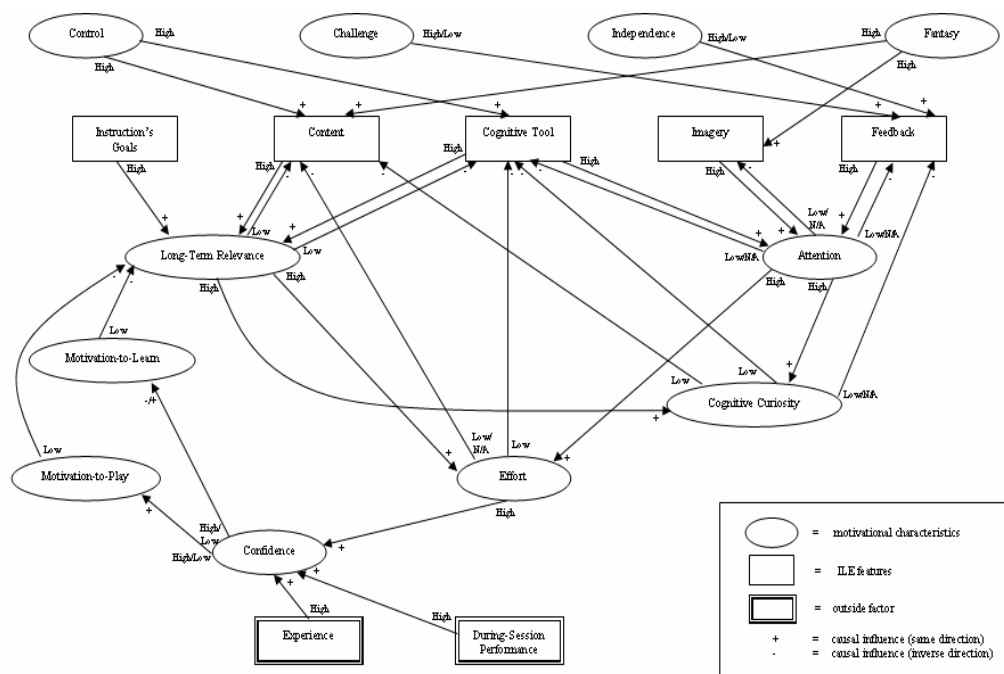 Control
High
High
Challenge
High/Low
Independence
High/Low
Fantasy
High
High
+
+
+
+
+
+
Instruction's
Goals
High
Content
High
Cognitive Tool
High
High
Imagery
High
+
Feedback
High
-
-
-
-
-
-
-
-
-
-
+
+
Low
+
Low
+
+
Low/
N/A
+
Low/N/A
Low/N/A
Long-Term Relevance
High
High
Attention
High
High
-
-
Low
Motivation-to-Learn
-/+
+
Low
Low
Cognitive Curiosity
+
Low/N/A
Low
Motivation-to-Play
+
Low/
N/A
Low
+
Effort
+
High
High/
Low
High/Low
Confidence
+
+
+
High
Experience
High
During-Session
Performance
= motivational characteristics
= ILE features
= outside factor
+ = causal influence (same direction)
- = causal influence (inverse direction)